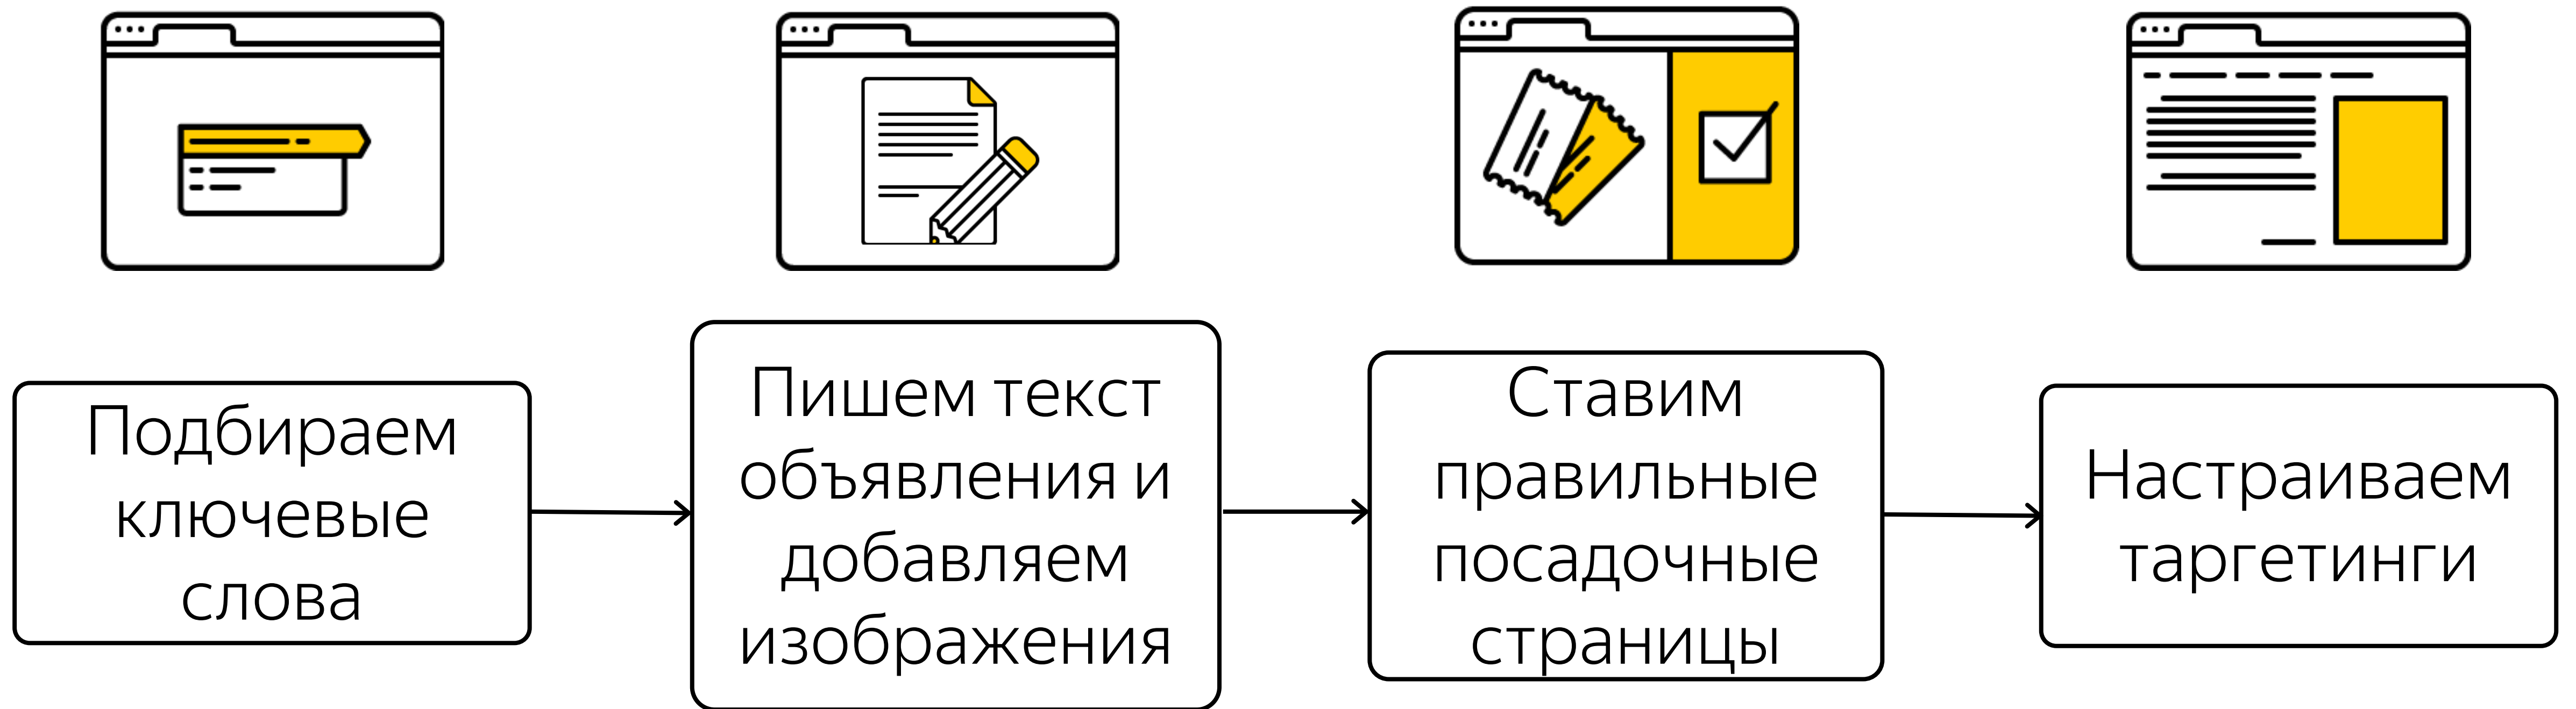 Подбираем
ключевые
слова
Пишем текст
объявления и
добавляем
изображения
Ставим
правильные
посадочные
страницы
Настраиваем
таргетинги